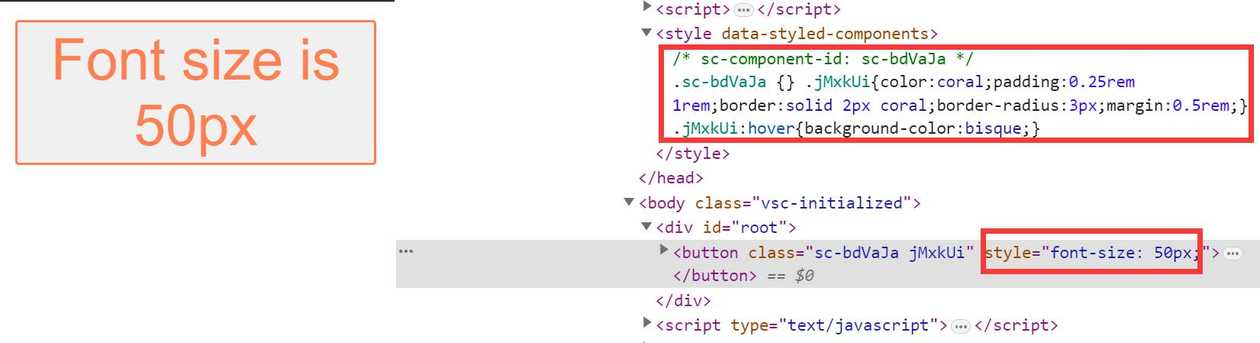 Font size is
50px
<script>…</script>
<style data-styled-components>
/* sc-component-id: sc-bdVaJa */
.sc-bdVaJa {} .jMxkUi{color:coral;padding:0.25rem
1rem;border:solid 2px coral;border-radius:3px;margin:0.5rem;}
.jMxkUi:hover{background-color:bisque;}
</style>
</head>
<body class="vsc-initialized">
<div id="root">
… <button class="sc-bdVaJa jMxkUi" style="font-size: 50px;">…
</button> == $0
</div>
<script type="text/javascript">…</script>